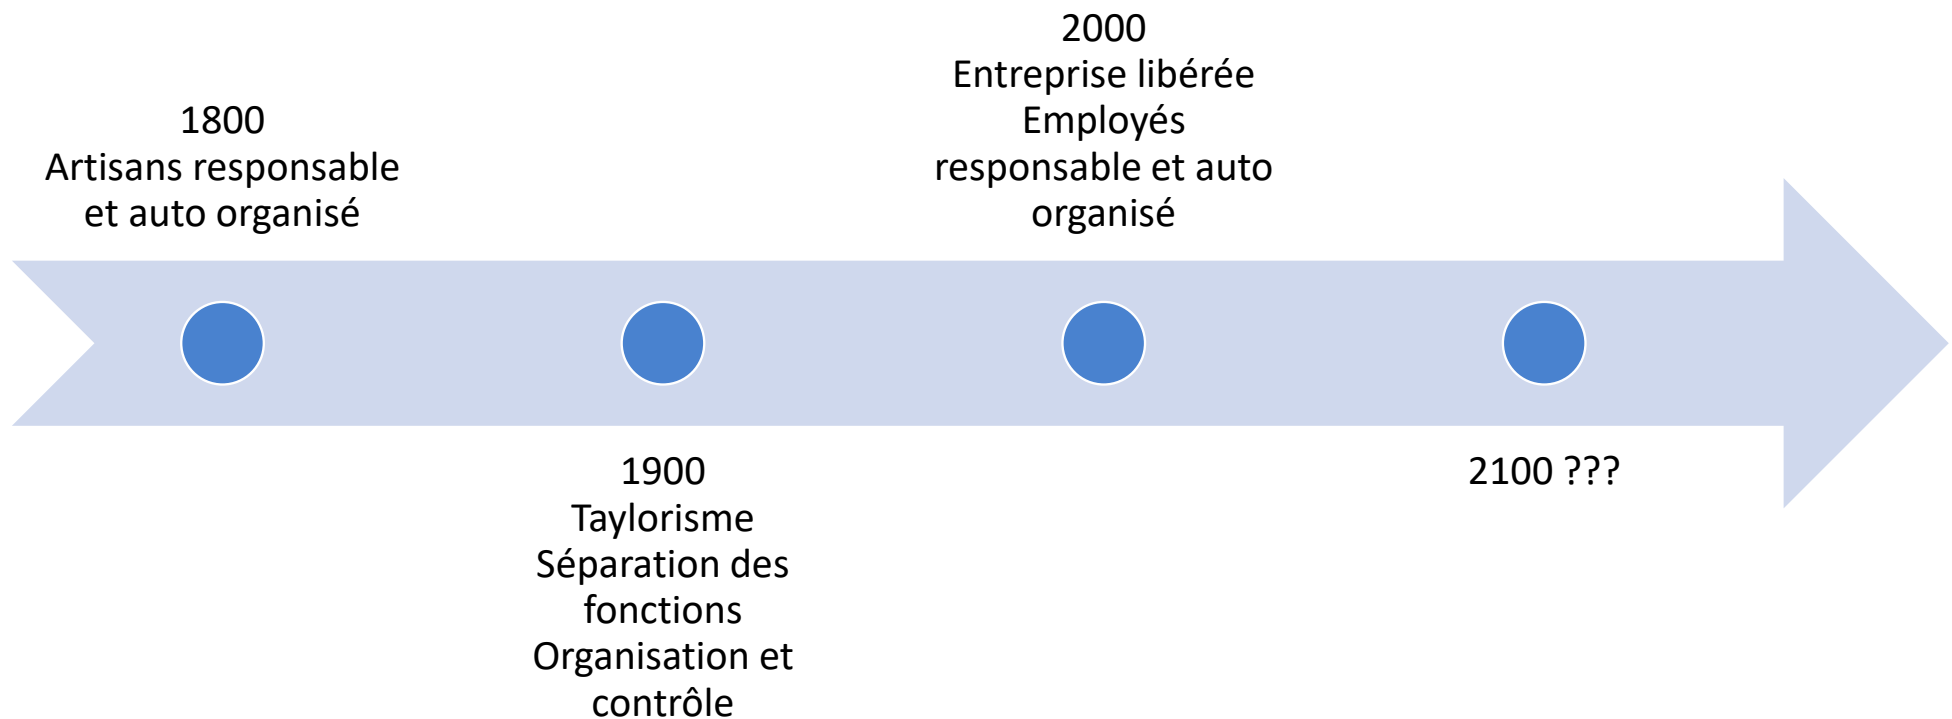 1800
Artisans responsable
et auto organisé
1900
Taylorisme
Séparation des
fonctions
Organisation et
contrôle
2000
Entreprise libérée
Employés
responsable et auto
organisé
2100 ???